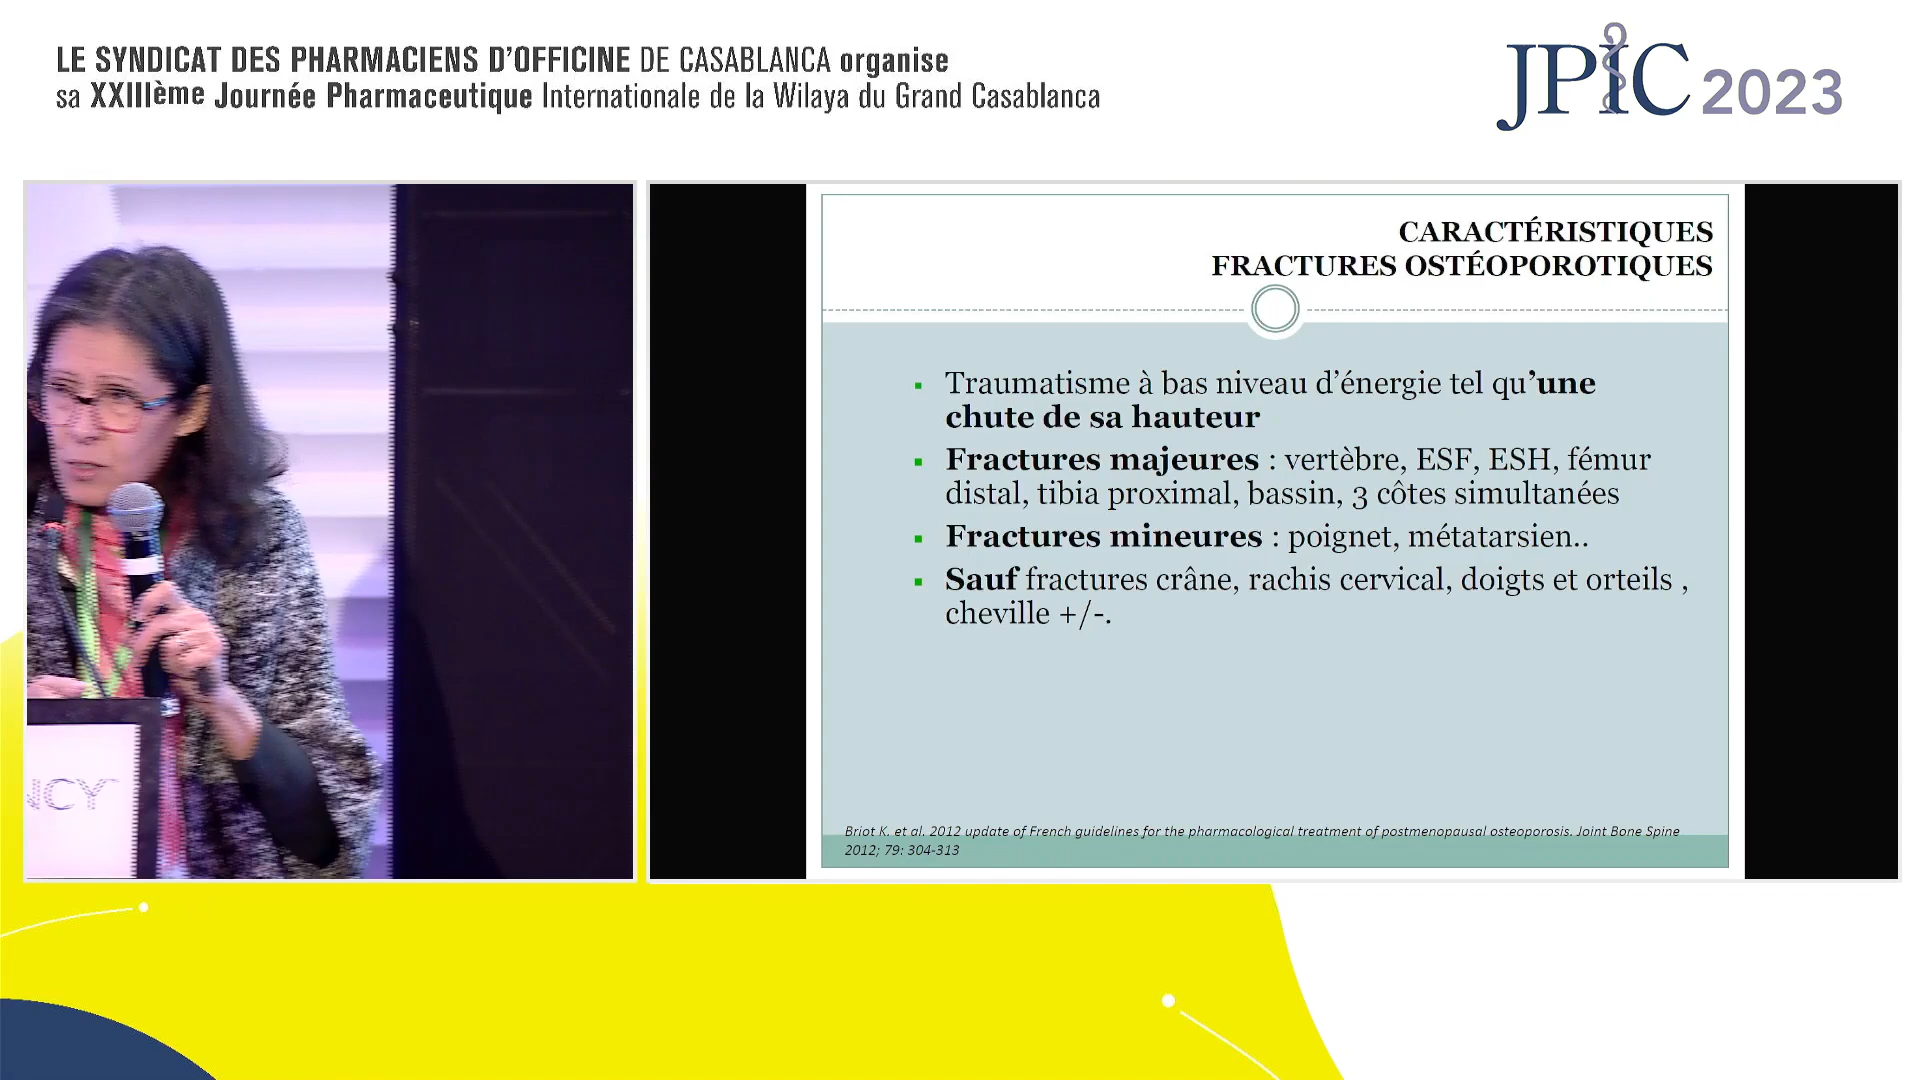 LE SYNDICAT DES PHARMACIENS D'OFFICINE DE CASABLANCA organise
sa XXIIIème Journée Pharmaceutique Internationale de la Wilaya du Grand Casablanca
JPIC 2023
NCY
CARACTÉRISTIQUES
FRACTURES OSTÉOPOROTIQUES
▪ Traumatisme à bas niveau d'énergie tel qu'une
chute de sa hauteur
▪ Fractures majeures : vertèbre, ESF, ESH, fémur
distal, tibia proximal, bassin, 3 côtes simultanées
▪ Fractures mineures : poignet, métatarsien..
▪ Sauf fractures crâne, rachis cervical, doigts et orteils ,
cheville +/-.
Briot K. et al. 2012 update of French guidelines for the pharmacological treatment of postmenopausal osteoporosis. Joint Bone Spine
2012; 79: 304-313